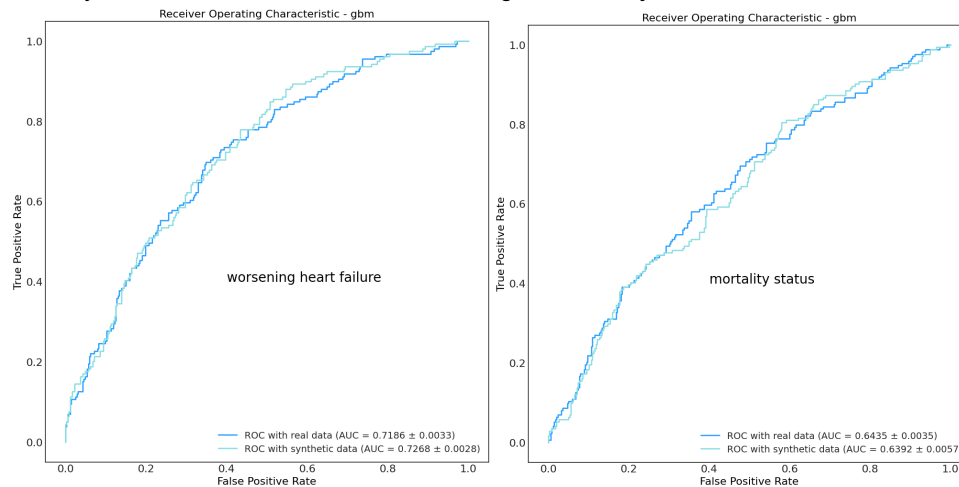 Receiver Operating Characteristic - gbm
1.0
0.8
0.6
0.4
0.2
0.0
True Positive Rate
worsening heart failure
ROC with real data (AUC = 0.7186 ± 0.0033)
ROC with synthetic data (AUC = 0.7268 ± 0.0028)
0.0 0.2 0.4 0.6 0.8 1.0
False Positive Rate
Receiver Operating Characteristic - gbm
1.0
0.8
0.6
0.4
0.2
0.0
True Positive Rate
mortality status
ROC with real data (AUC = 0.6435 ± 0.0035)
ROC with synthetic data (AUC = 0.6392 ± 0.0057)
0.0 0.2 0.4 0.6 0.8 1.0
False Positive Rate